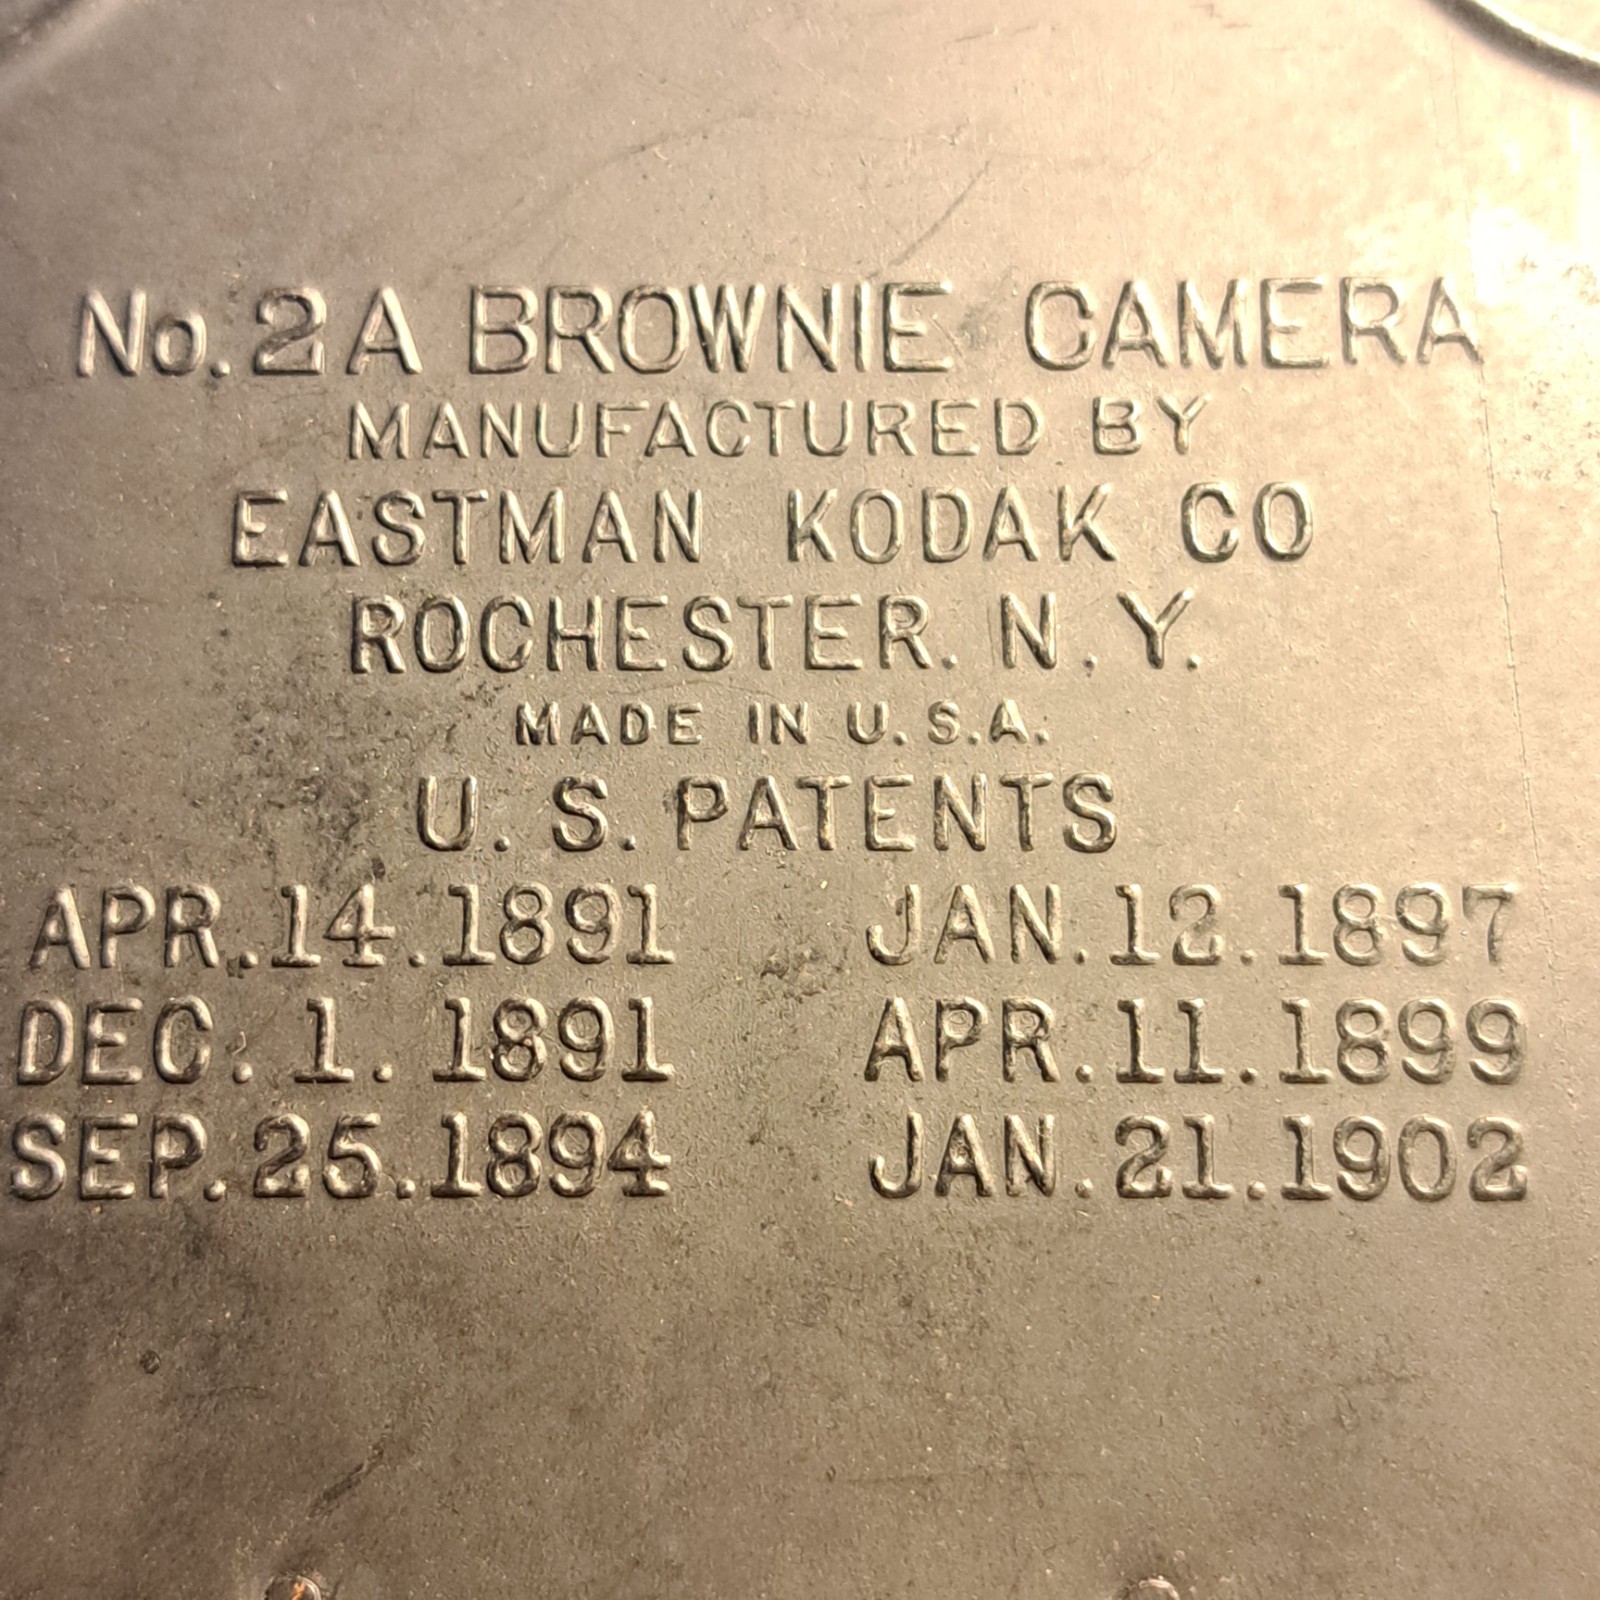 No. 2A BROWNIE CAMERA
MANUFACTURED BY
EASTMAN KODAK CO
ROCHESTER. N. Y.
MADE IN U.S.A.
U. S. PATENTS
APR.14.1891 JAN.12.1897
DEC. 1. 1891 APR.11.1899
SEP.25.1894 JAN.21.1902